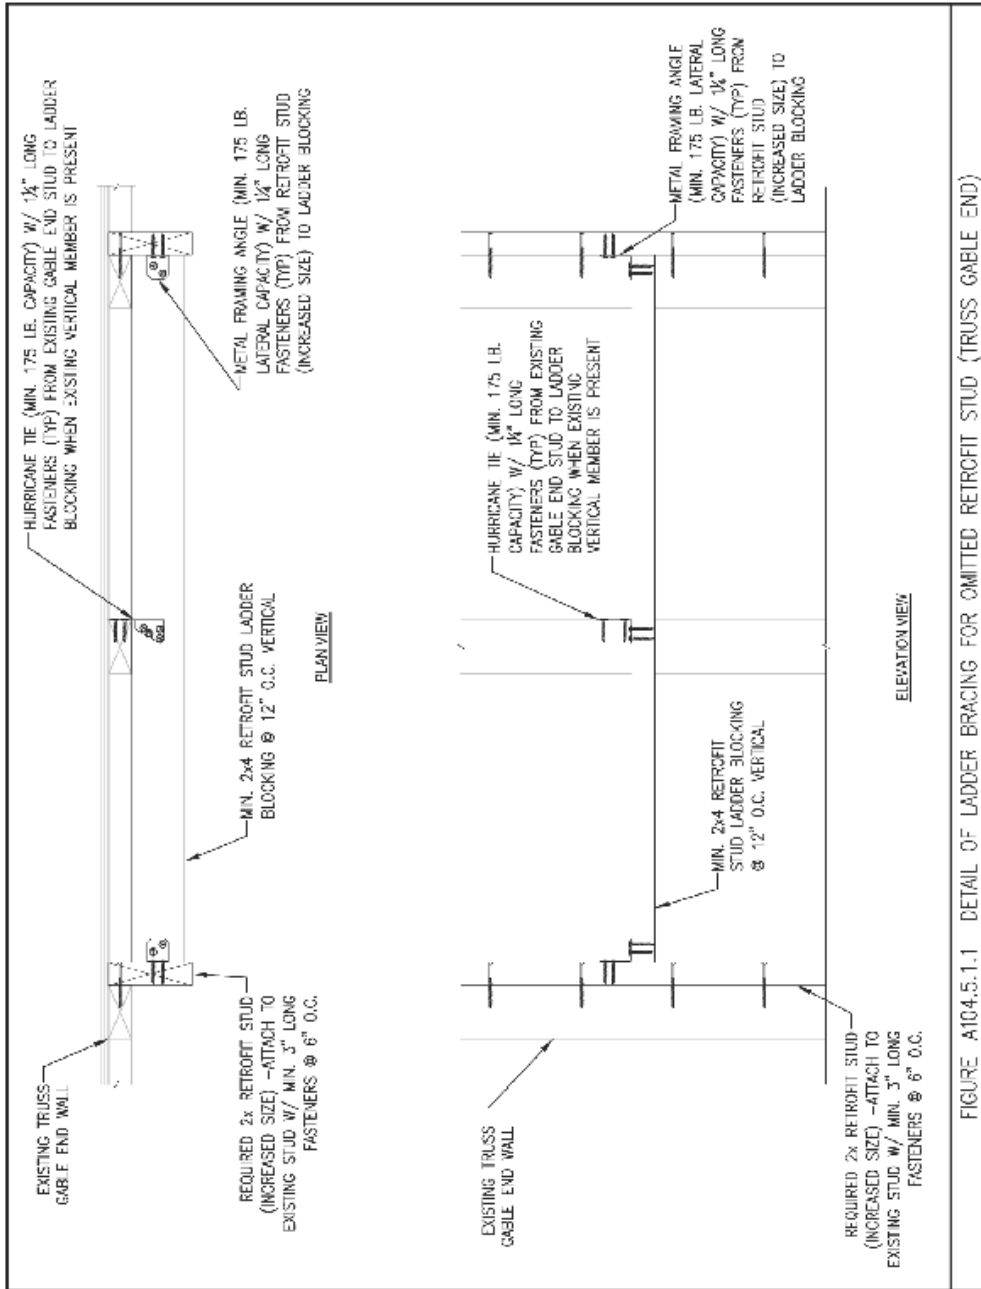 HURRICANE TIE (MIN. 175 LB. CAPACITY) W/ 1¼" LONG
FASTENERS (TYP) FROM EXISTING GABLE END STUD TO LADDER
BLOCKING WHEN EXISTING VERTICAL MEMBER IS PRESENT
EXISTING TRUSS
GABLE END WALL
METAL FRAMING ANGLE (MIN. 175 LB.
LATERAL CAPACITY) W/ 1¼" LONG
FASTENERS (TYP) FROM RETROFIT STUD
(INCREASED SIZE) TO LADDER BLOCKING
MIN. 2x4 RETROFIT STUD LADDER
BLOCKING @ 12" O.C. VERTICAL
REQUIRED 2x RETROFIT STUD
(INCREASED SIZE) -ATTACH TO
EXISTING STUD W/ MIN. 3" LONG
FASTENERS @ 6" O.C.
PLAN VIEW
HURRICANE TIE (MIN. 175 LB.
CAPACITY) W/ 1¼" LONG
FASTENERS (TYP) FROM EXISTING
GABLE END STUD TO LADDER
BLOCKING WHEN EXISTING
VERTICAL MEMBER IS PRESENT
METAL FRAMING ANGLE
(MIN. 175 LB. LATERAL
CAPACITY) W/ 1¼" LONG
FASTENERS (TYP) FROM
RETROFIT STUD
(INCREASED SIZE) TO
LADDER BLOCKING
EXISTING TRUSS
GABLE END WALL
MIN. 2x4 RETROFIT
STUD LADDER BLOCKING
@ 12" O.C. VERTICAL
REQUIRED 2x RETROFIT STUD
(INCREASED SIZE) -ATTACH TO
EXISTING STUD W/ MIN. 3" LONG
FASTENERS @ 6" O.C.
ELEVATION VIEW
FIGURE A104.5.1.1 DETAIL OF LADDER BRACING FOR OMITTED RETROFIT STUD (TRUSS GABLE END)